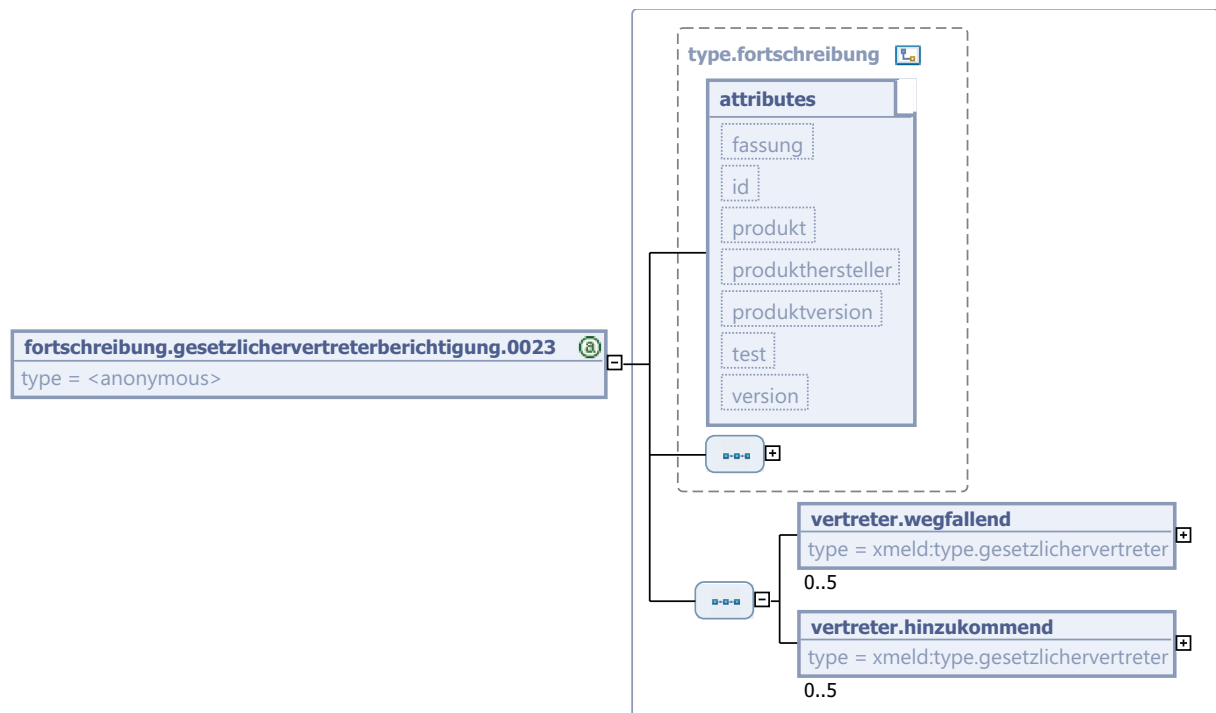 type.fortschreibung
attributes
fassung
id
produkt
produkthersteller
produktversion
test
version
fortschreibung.gesetzlichervertreterberichtigung.0023
type = <anonymous>
vertreter.wegfallend
type = xmeld:type.gesetzlichervertreter
0..5
vertreter.hinzukommend
type = xmeld:type.gesetzlichervertreter
0..5